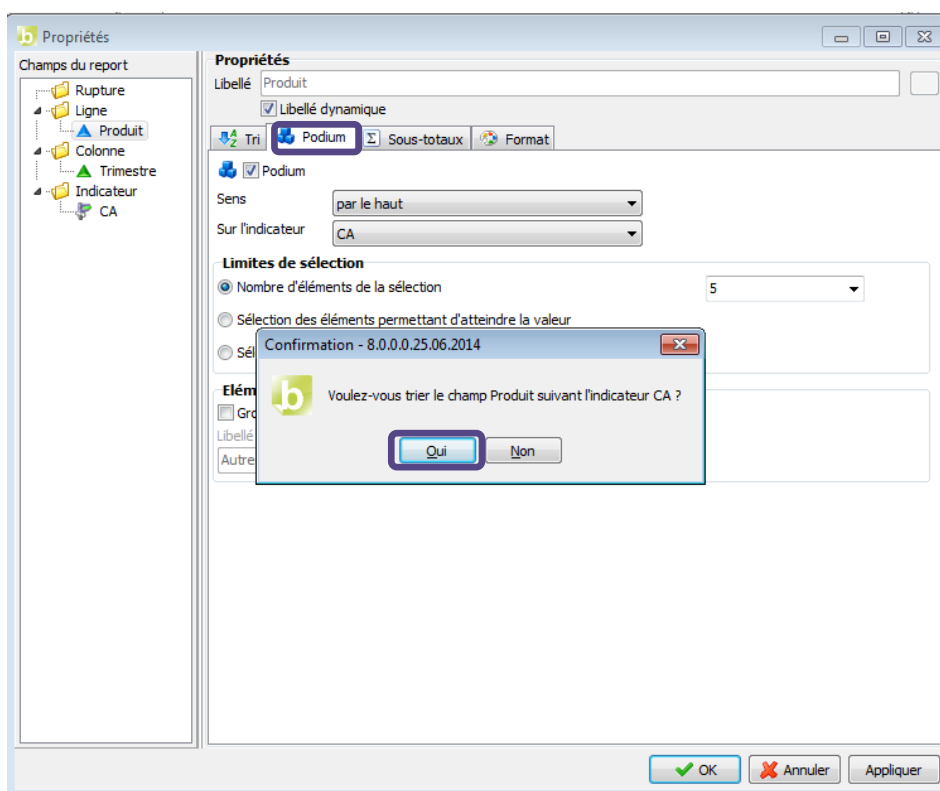 Propriétés
Champs du report
Rupture
Ligne
Produit
Colonne
Trimestre
Indicateur
CA
Propriétés
Libellé Produit
Libellé dynamique
Tri Podium Σ Sous-totaux Format
Podium
Sens par le haut
Sur l'indicateur CA
Limites de sélection
Nombre d'éléments de la sélection 5
Sélection des éléments permettant d'atteindre la valeur
Confirmation - 8.0.0.0.25.06.2014
Voulez-vous trier le champ Produit suivant l'indicateur CA ?
Oui Non
Libellé
Autre
OK Annuler Appliquer